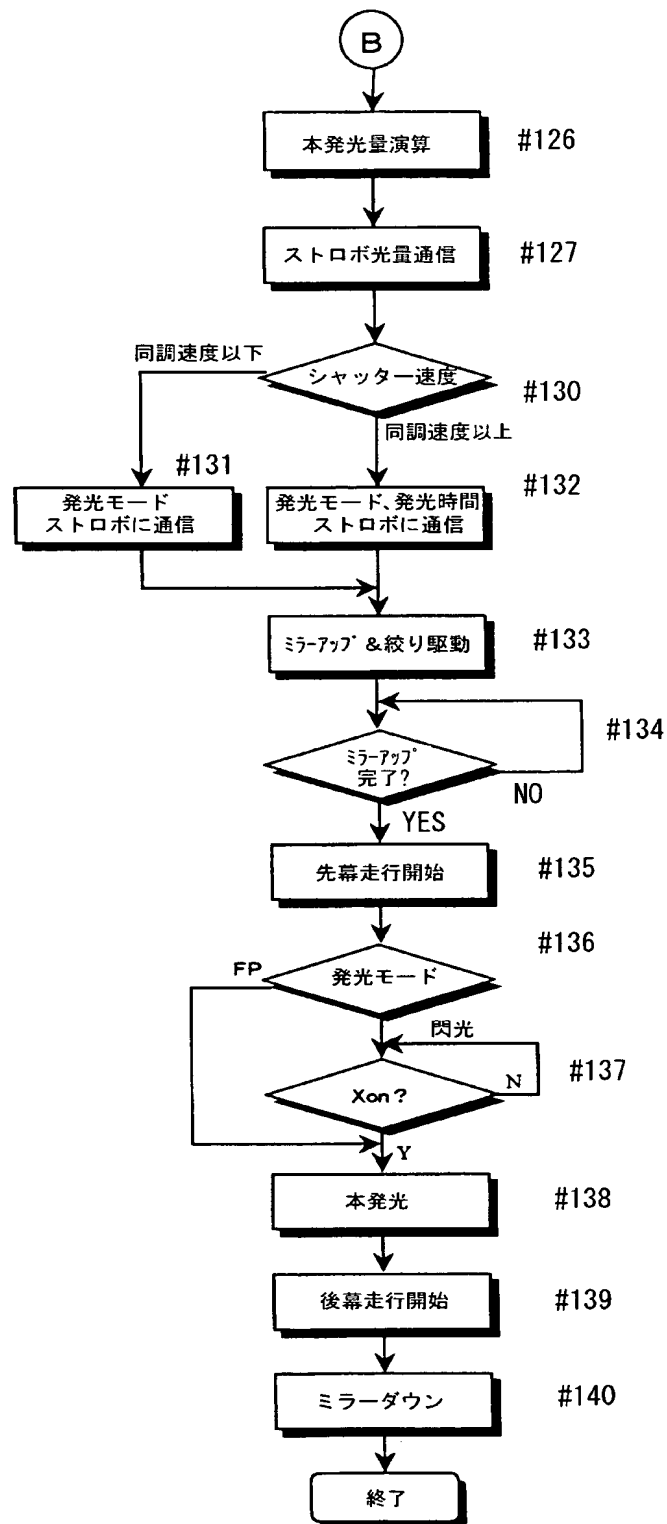 B
本発光量演算 #126
ストロボ光量通信 #127
同調速度以下
シャッター速度
#130
同調速度以上
#131
発光モード
ストロボに通信
#132
発光モード、発光時間
ストロボに通信
ﾐﾗｰｱｯﾌﾟ&絞り駆動 #133
#134
ﾐﾗｰｱｯﾌﾟ
完了?
NO
YES
先幕走行開始 #135
#136
FP
発光モード
閃光
Xon?
N
#137
Y
本発光 #138
後幕走行開始 #139
ミラーダウン #140
終了